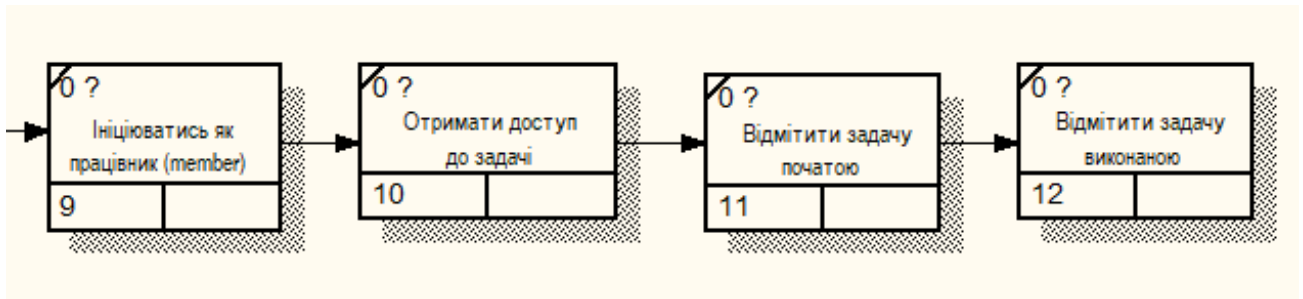 0 ?
Ініціюватись як
працівник (member)
9
0 ?
Отримати доступ
до задачі
10
0 ?
Відмітити задачу
початою
11
0 ?
Відмітити задачу
виконаною
12